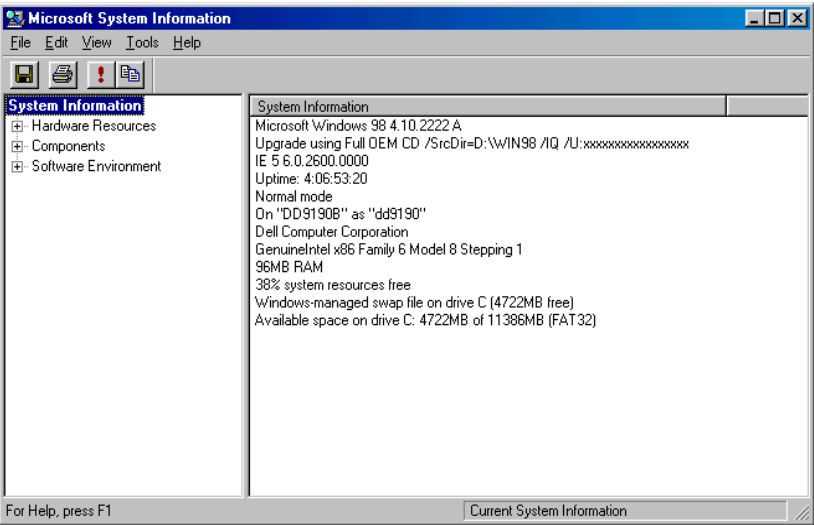 Microsoft System Information
File Edit View Tools Help
System Information
Hardware Resources
Components
Software Environment
System Information
Microsoft Windows 98 4.10.2222 A
Upgrade using Full OEM CD /SrcDir=D:\WIN98 /IQ /U:xxxxxxxxxxxxxxxxx
IE 5 6.0.2600.0000
Uptime: 4:06:53:20
Normal mode
On "DD9190B" as "dd9190"
Dell Computer Corporation
GenuineIntel x86 Family 6 Model 8 Stepping 1
96MB RAM
38% system resources free
Windows-managed swap file on drive C (4722MB free)
Available space on drive C: 4722MB of 11386MB (FAT32)
For Help, press F1
Current System Information